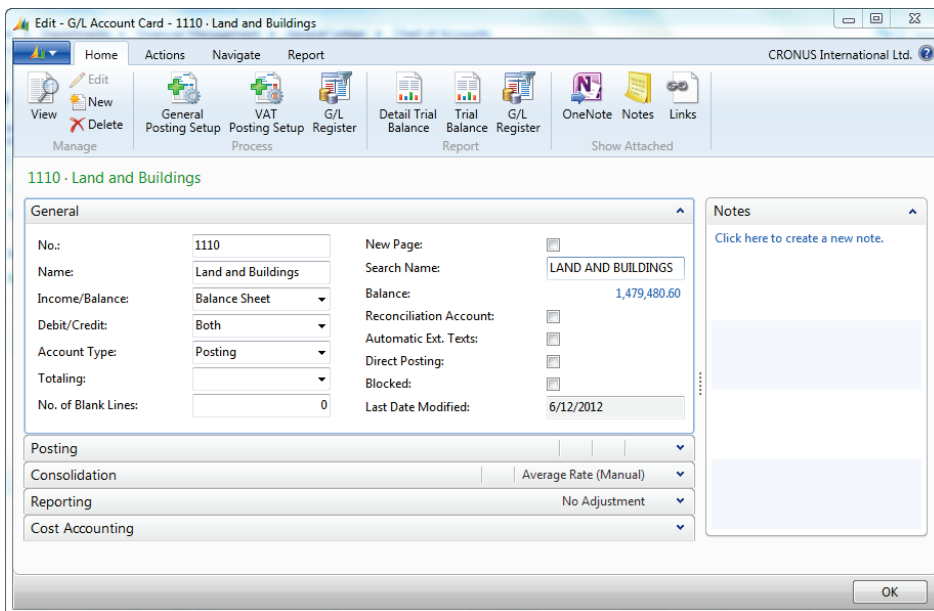 Edit - G/L Account Card - 1110 · Land and Buildings
Home Actions Navigate Report CRONUS International Ltd.
View
Edit
New
Delete
Manage
General Posting Setup
VAT Posting Setup
G/L Register
Process
Detail Trial Balance
Trial Balance
G/L Register
Report
OneNote
Notes
Links
Show Attached
1110 · Land and Buildings
General
No.: 1110
Name: Land and Buildings
Income/Balance: Balance Sheet
Debit/Credit: Both
Account Type: Posting
Totaling:
No. of Blank Lines: 0
New Page:
Search Name: LAND AND BUILDINGS
Balance: 1,479,480.60
Reconciliation Account:
Automatic Ext. Texts:
Direct Posting:
Blocked:
Last Date Modified: 6/12/2012
Posting
Consolidation Average Rate (Manual)
Reporting No Adjustment
Cost Accounting
Notes
Click here to create a new note.
OK